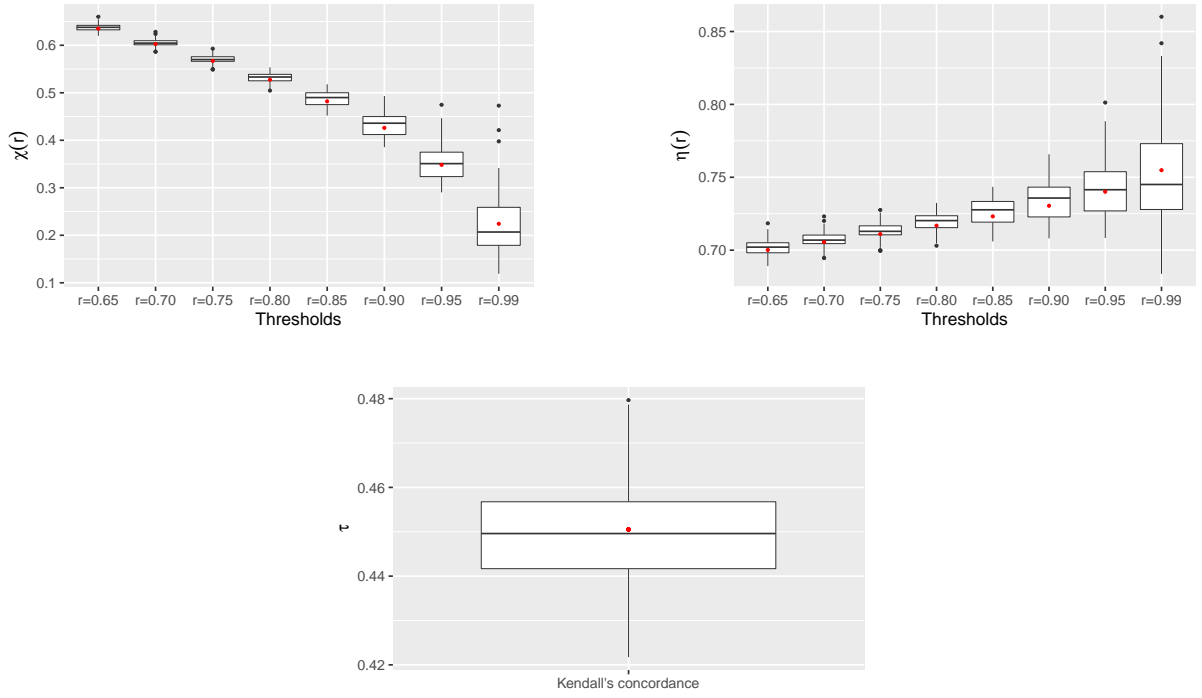 χ(r)
0.6
0.5
0.4
0.3
0.2
0.1
r=0.65 r=0.70 r=0.75 r=0.80 r=0.85 r=0.90 r=0.95 r=0.99
Thresholds
η(r)
0.85
0.80
0.75
0.70
r=0.65 r=0.70 r=0.75 r=0.80 r=0.85 r=0.90 r=0.95 r=0.99
Thresholds
τ
0.48
0.46
0.44
0.42
Kendall's concordance